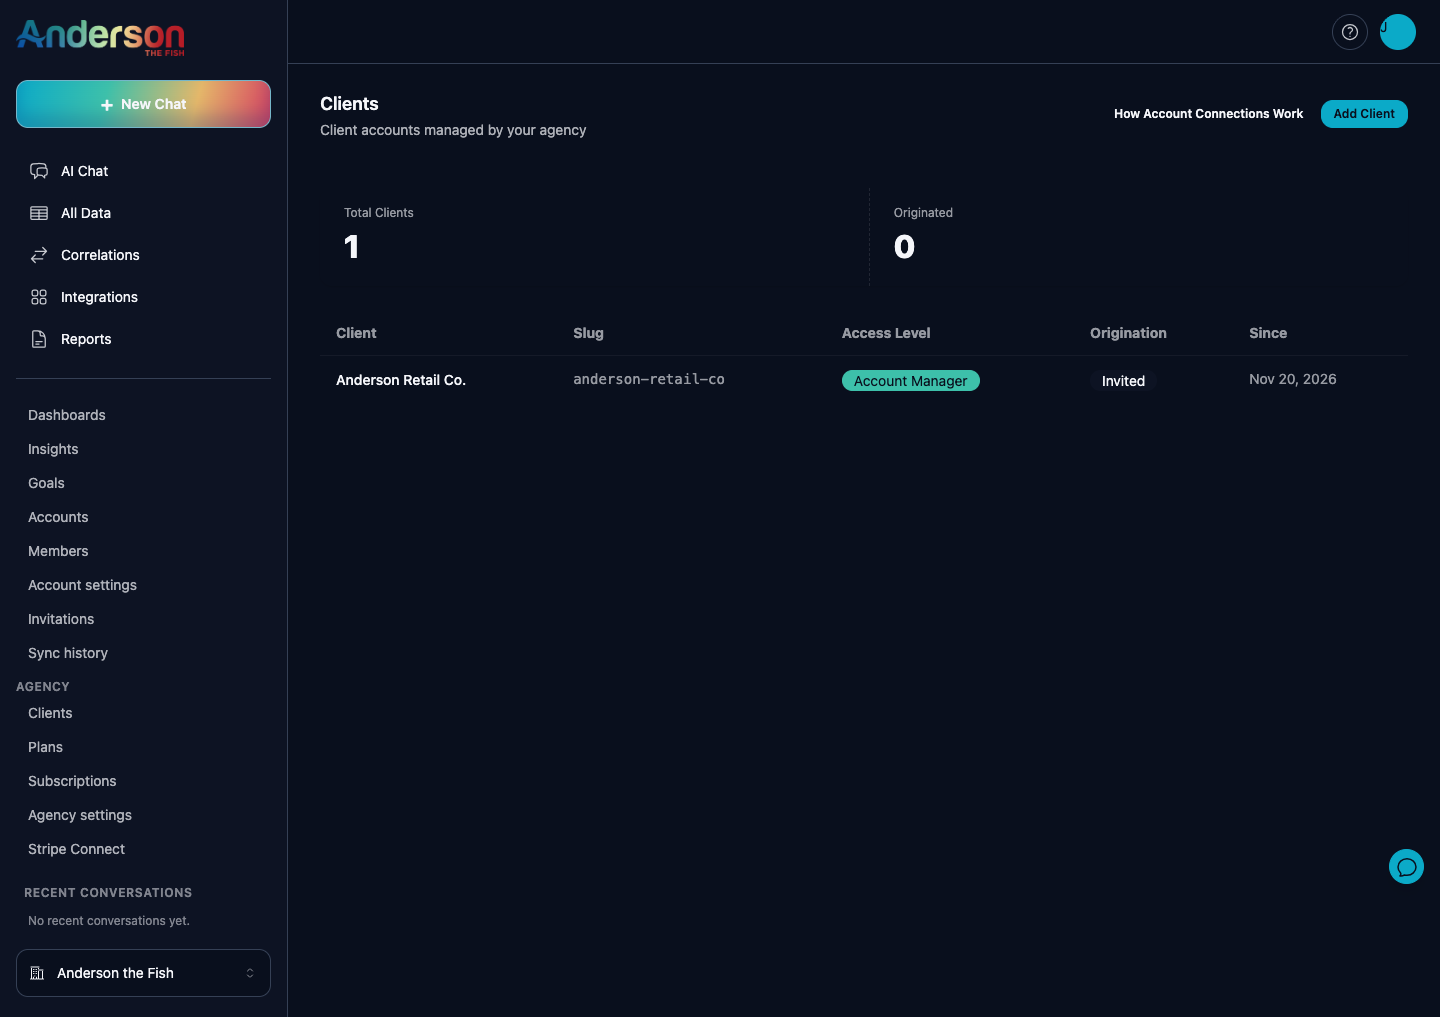 Anderson
THE FISH
New Chat
AI Chat
All Data
Correlations
Integrations
Reports
Dashboards
Insights
Goals
Accounts
Members
Account settings
Invitations
Sync history
AGENCY
Clients
Plans
Subscriptions
Agency settings
Stripe Connect
RECENT CONVERSATIONS
No recent conversations yet.
Anderson the Fish
J
Clients
Client accounts managed by your agency
How Account Connections Work
Add Client
Total Clients
1
Originated
0
Client Slug Access Level Origination Since
Anderson Retail Co. anderson-retail-co Account Manager Invited Nov 20, 2026